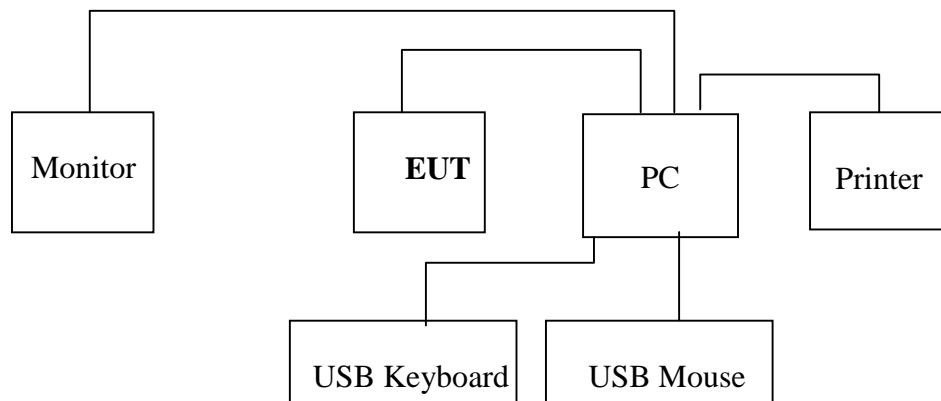 Monitor
EUT
PC
Printer
USB Keyboard
USB Mouse